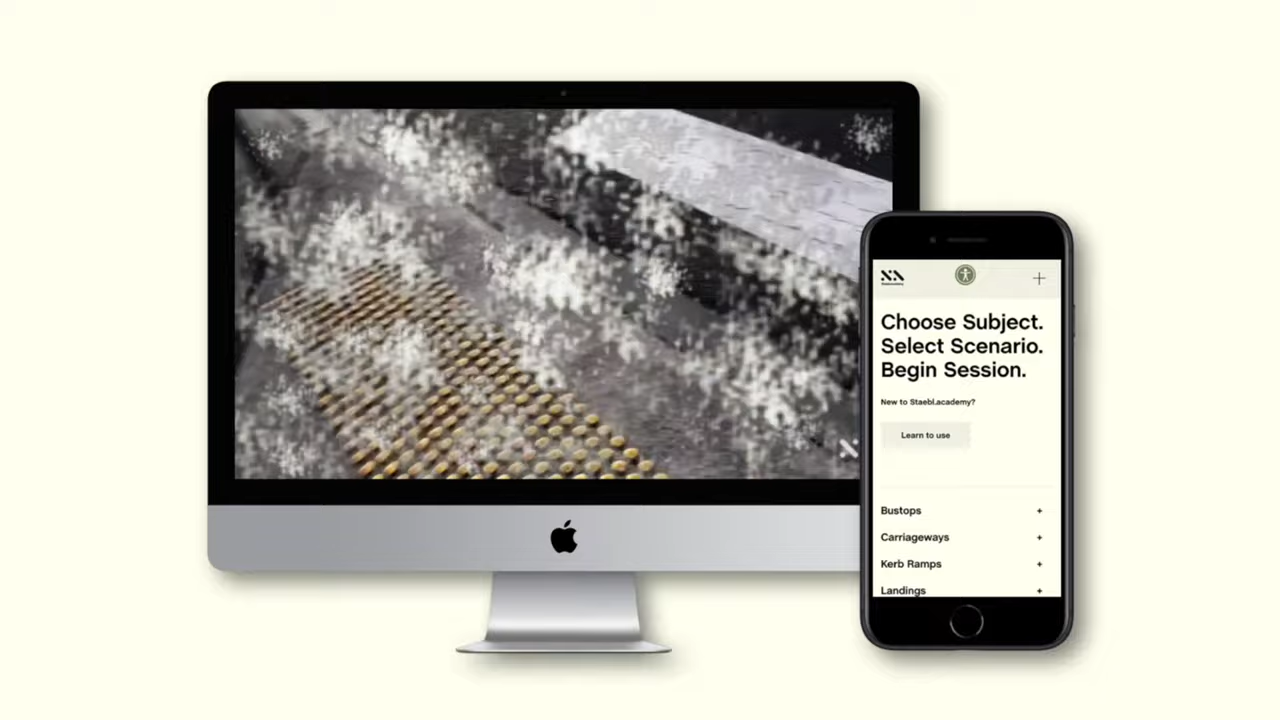 Choose Subject.
Select Scenario.
Begin Session.
New to Staebl.academy?
Learn to use
Bustops
Carriageways
Kerb Ramps
Landings